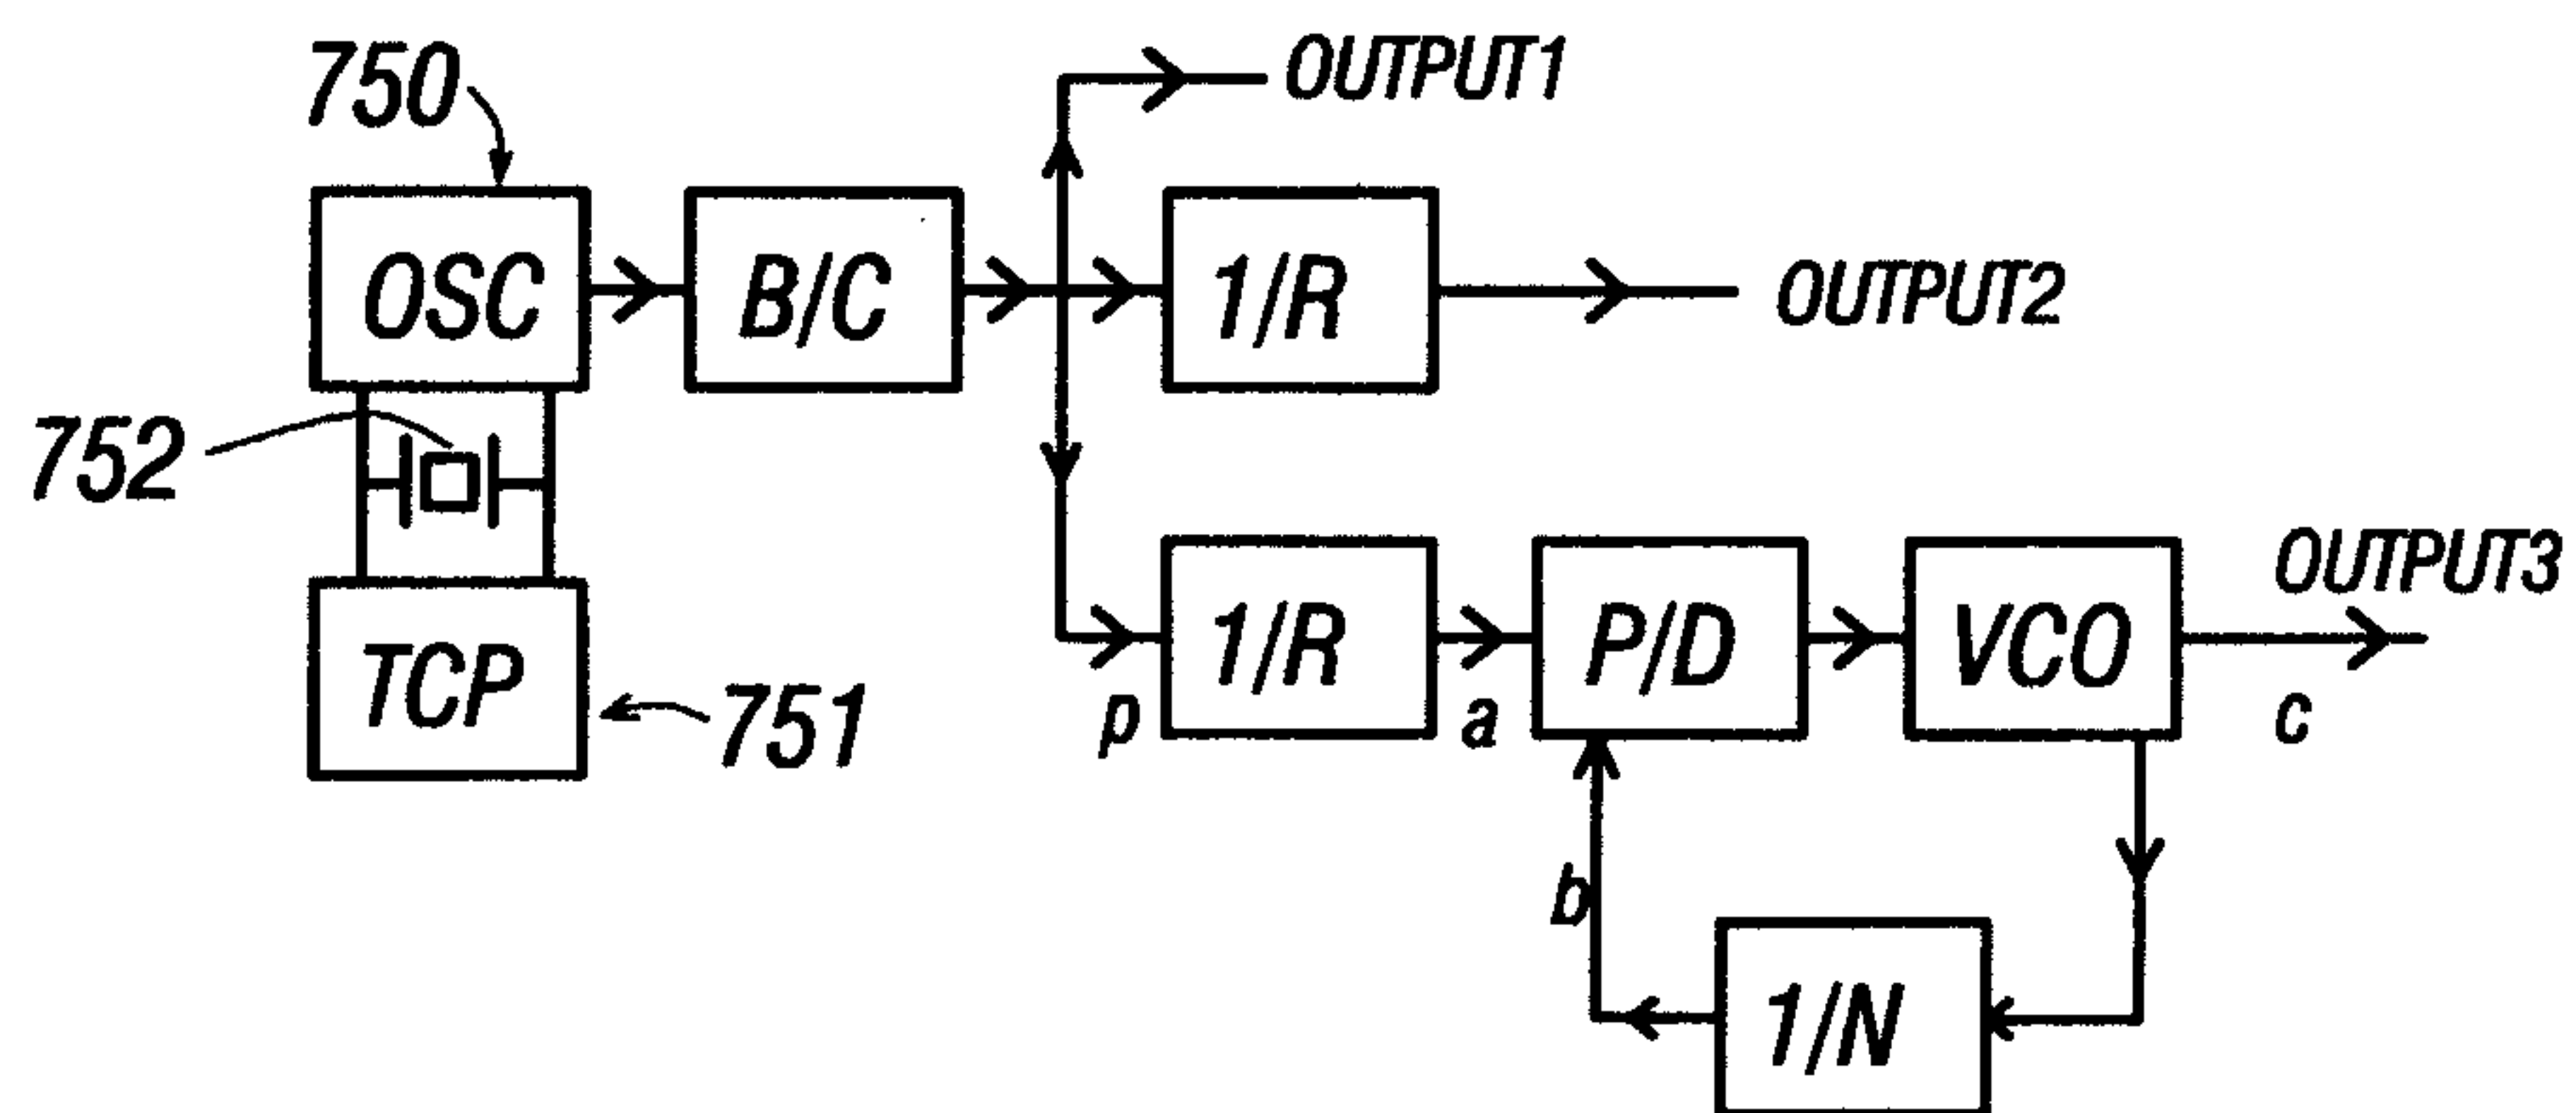 750
OUTPUT1
OSC
B/C
1/R
OUTPUT2
752
TCP
751
p
1/R
a
P/D
VCO
OUTPUT3
c
b
1/N